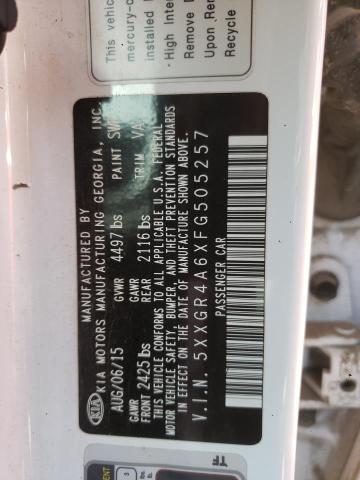 This vehic
mercury-c
installed
• High Inte
Remove D
Upon Rem
Recycle
MANUFACTURED BY
KIA MOTORS MANUFACTURING GEORGIA, INC.
KIA
AUG/06/15 GVWR 4497 lbs PAINT SW
GAWR FRONT 2425 lbs GAWR REAR 2116 lbs TRIM VA
THIS VEHICLE CONFORMS TO ALL APPLICABLE U.S.A. FEDERAL
MOTOR VEHICLE SAFETY, BUMPER, AND THEFT PREVENTION STANDARDS
IN EFFECT ON THE DATE OF MANUFACTURE SHOWN ABOVE.
V.I.N. 5XXGR4A6XFG505257
PASSENGER CAR